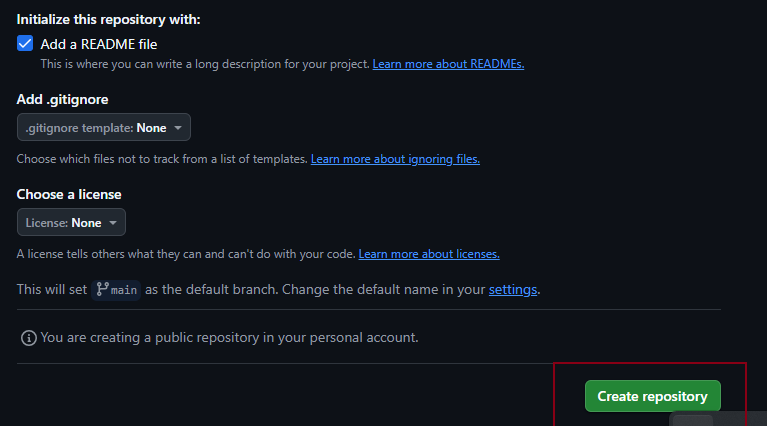 Initialize this repository with:
Add a README file
This is where you can write a long description for your project. Learn more about READMEs.
Add .gitignore
.gitignore template: None
Choose which files not to track from a list of templates. Learn more about ignoring files.
Choose a license
License: None
A license tells others what they can and can't do with your code. Learn more about licenses.
This will set main as the default branch. Change the default name in your settings.
You are creating a public repository in your personal account.
Create repository